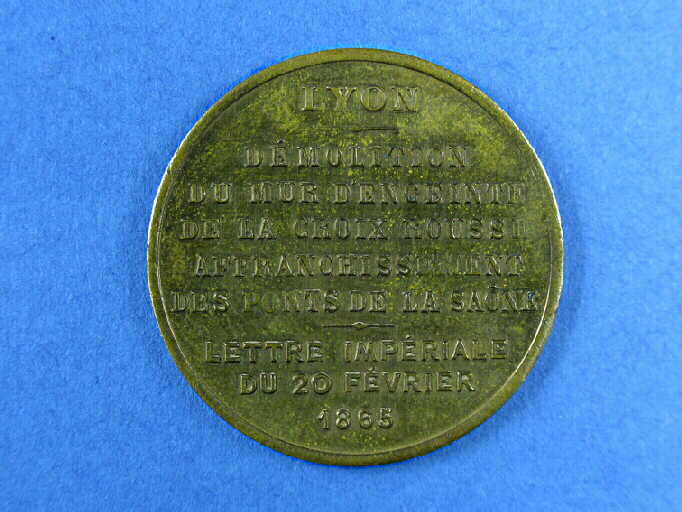 LYON
DÉMOLITION
DU MUR D'ENCEINTE
DE LA CROIX ROUSSE
AFFRANCHISSEMENT
DES PONTS DE LA SAÔNE
LETTRE IMPÉRIALE
DU 20 FÉVRIER
1865